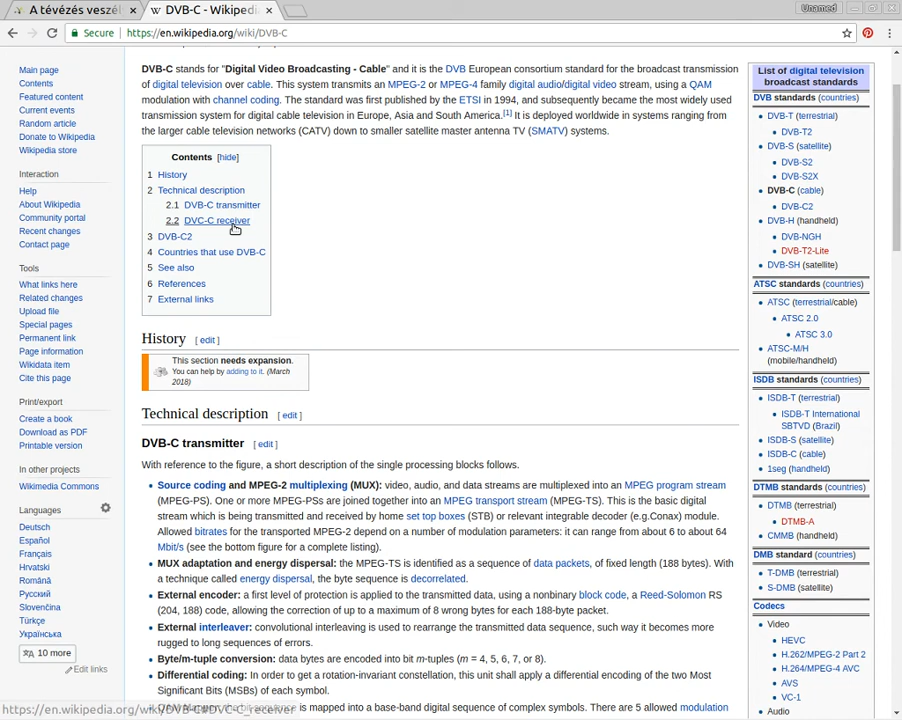 A tévézés veszél
DVB-C - Wikipedi
Unamed
Secure
https://en.wikipedia.org/wiki/DVB-C
Main page
Contents
Featured content
Current events
Random article
Donate to Wikipedia
Wikipedia store
Interaction
Help
About Wikipedia
Community portal
Recent changes
Contact page
Tools
What links here
Related changes
Upload file
Special pages
Permanent link
Page information
Wikidata item
Cite this page
Print/export
Create a book
Download as PDF
Printable version
In other projects
Wikimedia Commons
Languages
Deutsch
Español
Français
Hrvatski
Română
Русский
Slovenčina
Türkçe
Українська
10 more
Edit links
DVB-C stands for "Digital Video Broadcasting - Cable" and it is the DVB European consortium standard for the broadcast transmission
of digital television over cable. This system transmits an MPEG-2 or MPEG-4 family digital audio/digital video stream, using a QAM
modulation with channel coding. The standard was first published by the ETSI in 1994, and subsequently became the most widely used
transmission system for digital cable television in Europe, Asia and South America.[1] It is deployed worldwide in systems ranging from
the larger cable television networks (CATV) down to smaller satellite master antenna TV (SMATV) systems.
Contents [hide]
1 History
2 Technical description
2.1 DVB-C transmitter
2.2 DVC-C receiver
3 DVB-C2
4 Countries that use DVB-C
5 See also
6 References
7 External links
History [ edit ]
This section needs expansion.
You can help by adding to it. (March
2018)
Technical description [ edit ]
DVB-C transmitter [ edit ]
With reference to the figure, a short description of the single processing blocks follows.
Source coding and MPEG-2 multiplexing (MUX): video, audio, and data streams are multiplexed into an MPEG program stream
(MPEG-PS). One or more MPEG-PSs are joined together into an MPEG transport stream (MPEG-TS). This is the basic digital
stream which is being transmitted and received by home set top boxes (STB) or relevant integrable decoder (e.g.Conax) module.
Allowed bitrates for the transported MPEG-2 depend on a number of modulation parameters: it can range from about 6 to about 64
Mbit/s (see the bottom figure for a complete listing).
MUX adaptation and energy dispersal: the MPEG-TS is identified as a sequence of data packets, of fixed length (188 bytes). With
a technique called energy dispersal, the byte sequence is decorrelated.
External encoder: a first level of protection is applied to the transmitted data, using a nonbinary block code, a Reed-Solomon RS
(204, 188) code, allowing the correction of up to a maximum of 8 wrong bytes for each 188-byte packet.
External interleaver: convolutional interleaving is used to rearrange the transmitted data sequence, such way it becomes more
rugged to long sequences of errors.
Byte/m-tuple conversion: data bytes are encoded into bit m-tuples (m = 4, 5, 6, 7, or 8).
Differential coding: In order to get a rotation-invariant constellation, this unit shall apply a differential encoding of the two Most
Significant Bits (MSBs) of each symbol.
is mapped into a base-band digital sequence of complex symbols. There are 5 allowed modulation
https://en.wikipedia.org/wiki/DVB-C#DVC-C_receiver
List of digital television
broadcast standards
DVB standards (countries)
DVB-T (terrestrial)
DVB-T2
DVB-S (satellite)
DVB-S2
DVB-S2X
DVB-C (cable)
DVB-C2
DVB-H (handheld)
DVB-NGH
DVB-T2-Lite
DVB-SH (satellite)
ATSC standards (countries)
ATSC (terrestrial/cable)
ATSC 2.0
ATSC 3.0
ATSC-M/H
(mobile/handheld)
ISDB standards (countries)
ISDB-T (terrestrial)
ISDB-T International
SBTVD (Brazil)
ISDB-S (satellite)
ISDB-C (cable)
1seg (handheld)
DTMB standards (countries)
DTMB (terrestrial)
DTMB-A
CMMB (handheld)
DMB standard (countries)
T-DMB (terrestrial)
S-DMB (satellite)
Codecs
Video
HEVC
H.262/MPEG-2 Part 2
H.264/MPEG-4 AVC
AVS
VC-1
Audio